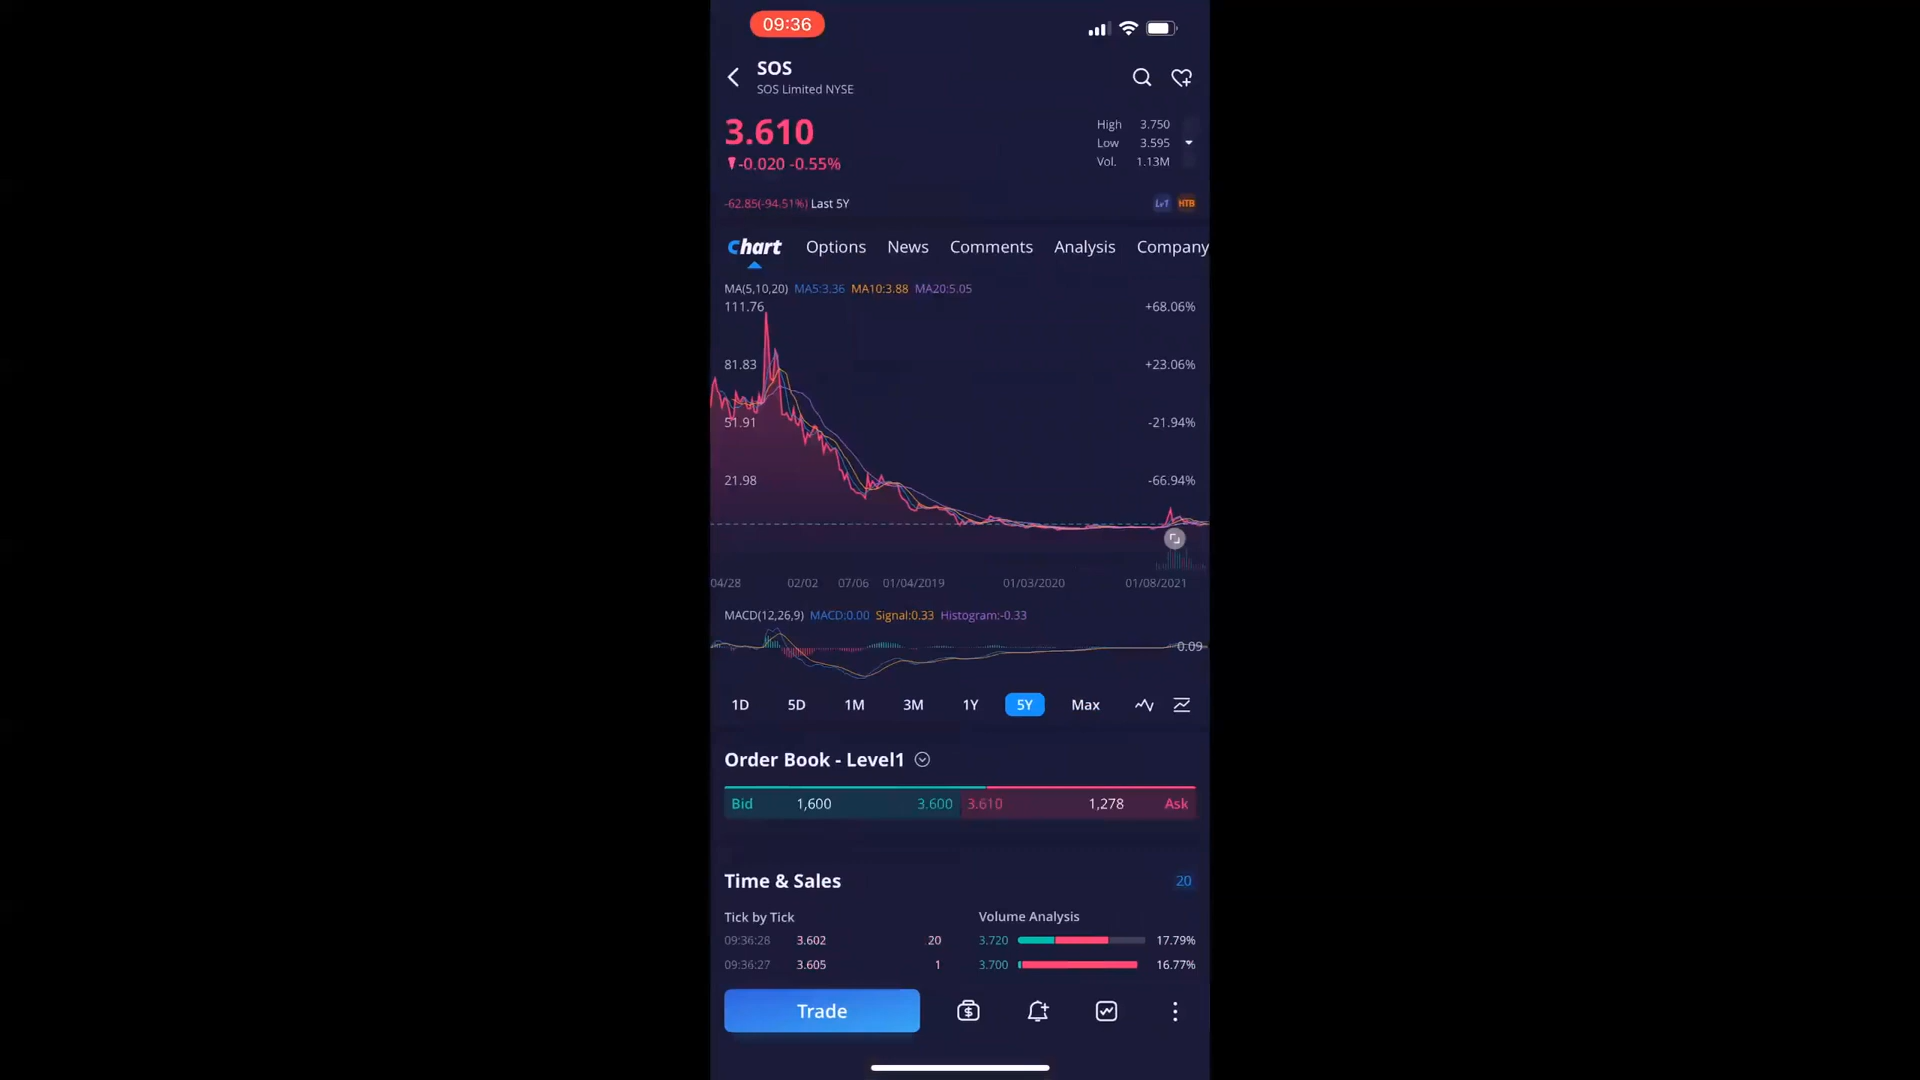 09:36
SOS
SOS Limited NYSE
3.610
-0.020 -0.55%
High 3.750
Low 3.595
Vol. 1.13M
-62.85(-94.51%) Last 5Y
Lv1 HTB
Chart Options News Comments Analysis Company
MA(5,10,20) MA5:3.36 MA10:3.88 MA20:5.05
111.76 +68.06%
81.83 +23.06%
51.91 -21.94%
21.98 -66.94%
04/28 02/02 07/06 01/04/2019 01/03/2020 01/08/2021
MACD(12,26,9) MACD:0.00 Signal:0.33 Histogram:-0.33
0.09
1D 5D 1M 3M 1Y 5Y Max
Order Book - Level1
Bid 1,600 3.600 3.610 1,278 Ask
Time & Sales 20
Tick by Tick Volume Analysis
09:36:28 3.602 20 3.720 17.79%
09:36:27 3.605 1 3.700 16.77%
Trade